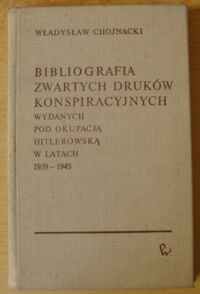 WŁADYSŁAW CHOJNACKI
BIBLIOGRAFIA
ZWARTYCH DRUKÓW
KONSPIRACYJNYCH
WYDANYCH
POD OKUPACJĄ
HITLEROWSKĄ
W LATACH
1939–1945